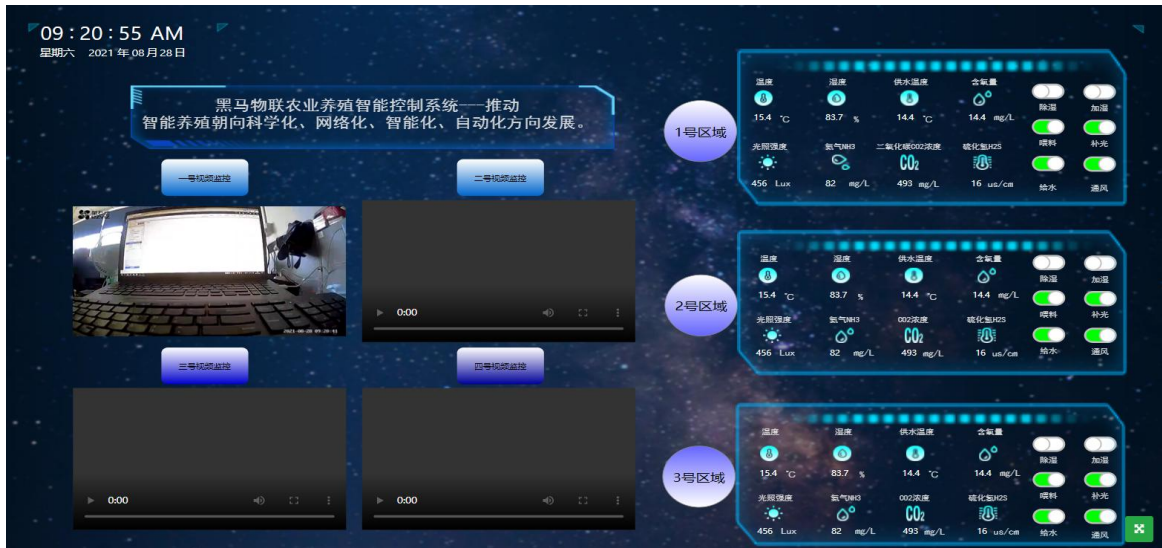 09:20:55 AM
星期六 2021年08月28日
黑马物联农业养殖智能控制系统——推动
智能养殖朝向科学化、网络化、智能化、自动化方向发展。
一号视频监控
二号视频监控
2021-08-28 09:20:41
0:00
三号视频监控
四号视频监控
0:00
0:00
1号区域
温度 湿度 供水温度 含氧量
15.4 ℃ 83.7 % 14.4 ℃ 14.4 mg/L
除湿 加湿
光照强度 氨气NH3 二氧化碳CO2浓度 硫化氢H2S
喂料 补光
CO2
456 Lux 82 mg/L 493 mg/L 16 us/cm
给水 通风
2号区域
温度 湿度 供水温度 含氧量
除湿 加湿
15.4 ℃ 83.7 % 14.4 ℃ 14.4 mg/L
喂料 补光
光照强度 氨气NH3 CO2浓度 硫化氢H2S
CO2
456 Lux 82 mg/L 493 mg/L 16 us/cm
给水 通风
3号区域
温度 湿度 供水温度 含氧量
除湿 加湿
15.4 ℃ 83.7 % 14.4 ℃ 14.4 mg/L
喂料 补光
光照强度 氨气NH3 CO2浓度 硫化氢H2S
CO2
456 Lux 82 mg/L 493 mg/L 16 us/cm
给水 通风